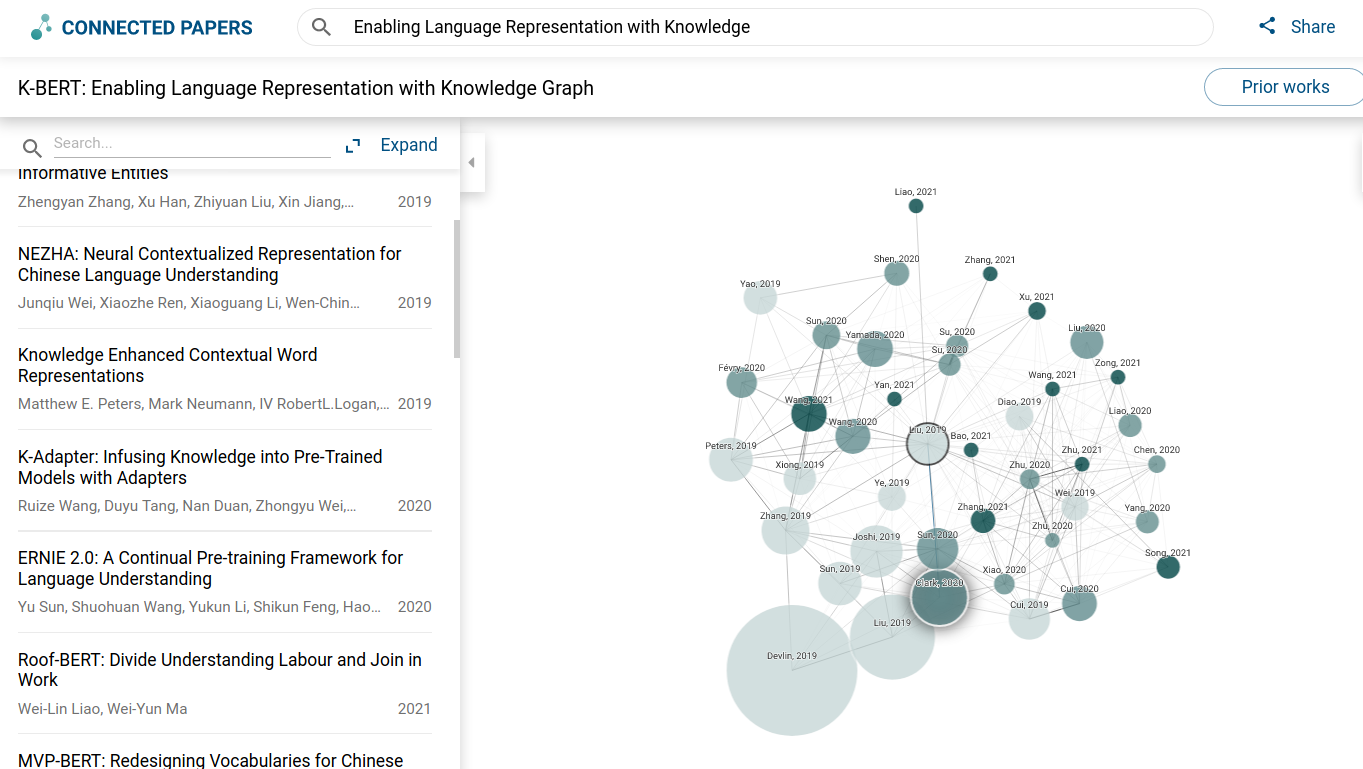 CONNECTED PAPERS
Enabling Language Representation with Knowledge
Share
K-BERT: Enabling Language Representation with Knowledge Graph
Prior works
Search...
Expand
Informative Entities
Zhengyan Zhang, Xu Han, Zhiyuan Liu, Xin Jiang,... 2019
NEZHA: Neural Contextualized Representation for
Chinese Language Understanding
Junqiu Wei, Xiaozhe Ren, Xiaoguang Li, Wen-Chin... 2019
Knowledge Enhanced Contextual Word
Representations
Matthew E. Peters, Mark Neumann, IV RobertL.Logan,... 2019
K-Adapter: Infusing Knowledge into Pre-Trained
Models with Adapters
Ruize Wang, Duyu Tang, Nan Duan, Zhongyu Wei,... 2020
ERNIE 2.0: A Continual Pre-training Framework for
Language Understanding
Yu Sun, Shuohuan Wang, Yukun Li, Shikun Feng, Hao... 2020
Roof-BERT: Divide Understanding Labour and Join in
Work
Wei-Lin Liao, Wei-Yun Ma 2021
MVP-BERT: Redesigning Vocabularies for Chinese
Liao, 2021
Shen, 2020
Zhang, 2021
Yao, 2019
Xu, 2021
Sun, 2020
Yamada, 2020
Su, 2020
Liu, 2020
Su, 2020
Zong, 2021
Févry, 2020
Wang, 2021
Yan, 2021
Wang, 2021
Diao, 2019
Liao, 2020
Wang, 2020
Liu, 2019
Bao, 2021
Peters, 2019
Zhu, 2021
Chen, 2020
Xiong, 2019
Zhu, 2020
Ye, 2019
Wei, 2019
Zhang, 2019
Zhang, 2021
Yang, 2020
Zhu, 2020
Joshi, 2019
Sun, 2020
Song, 2021
Sun, 2019
Xiao, 2020
Clark, 2020
Cui, 2020
Cui, 2019
Liu, 2019
Devlin, 2019